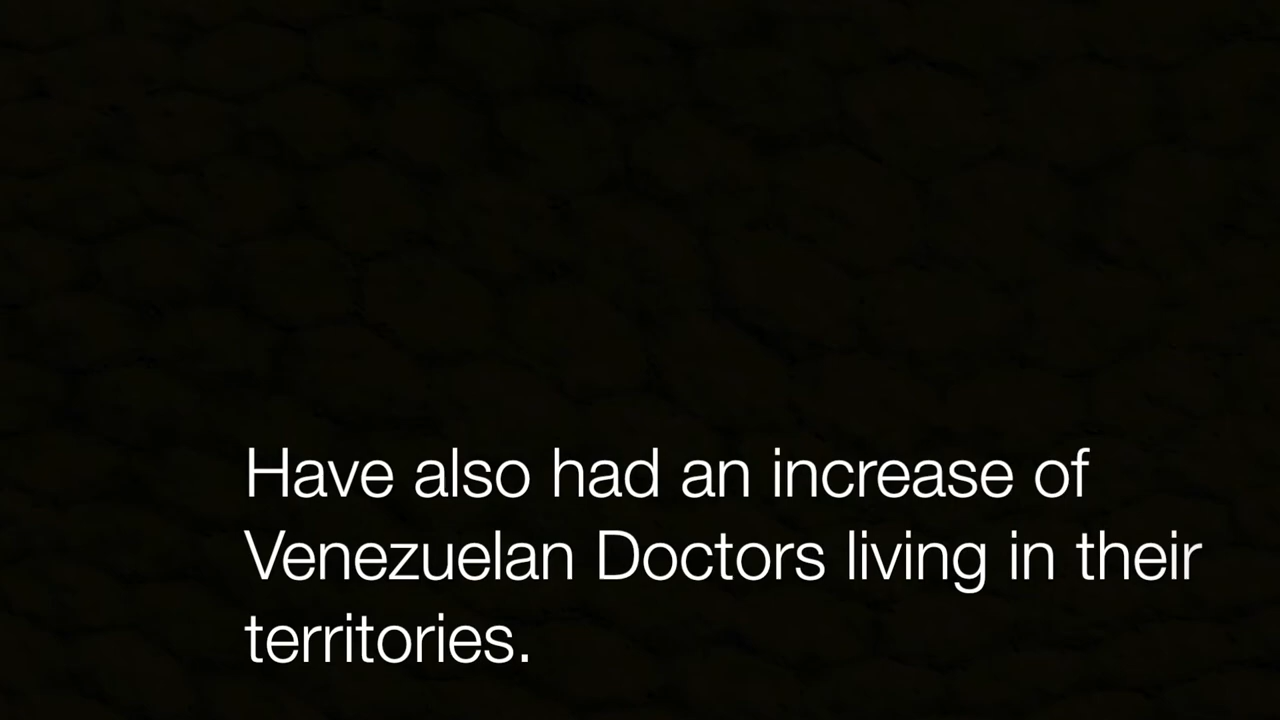 Have also had an increase of
Venezuelan Doctors living in their
territories.